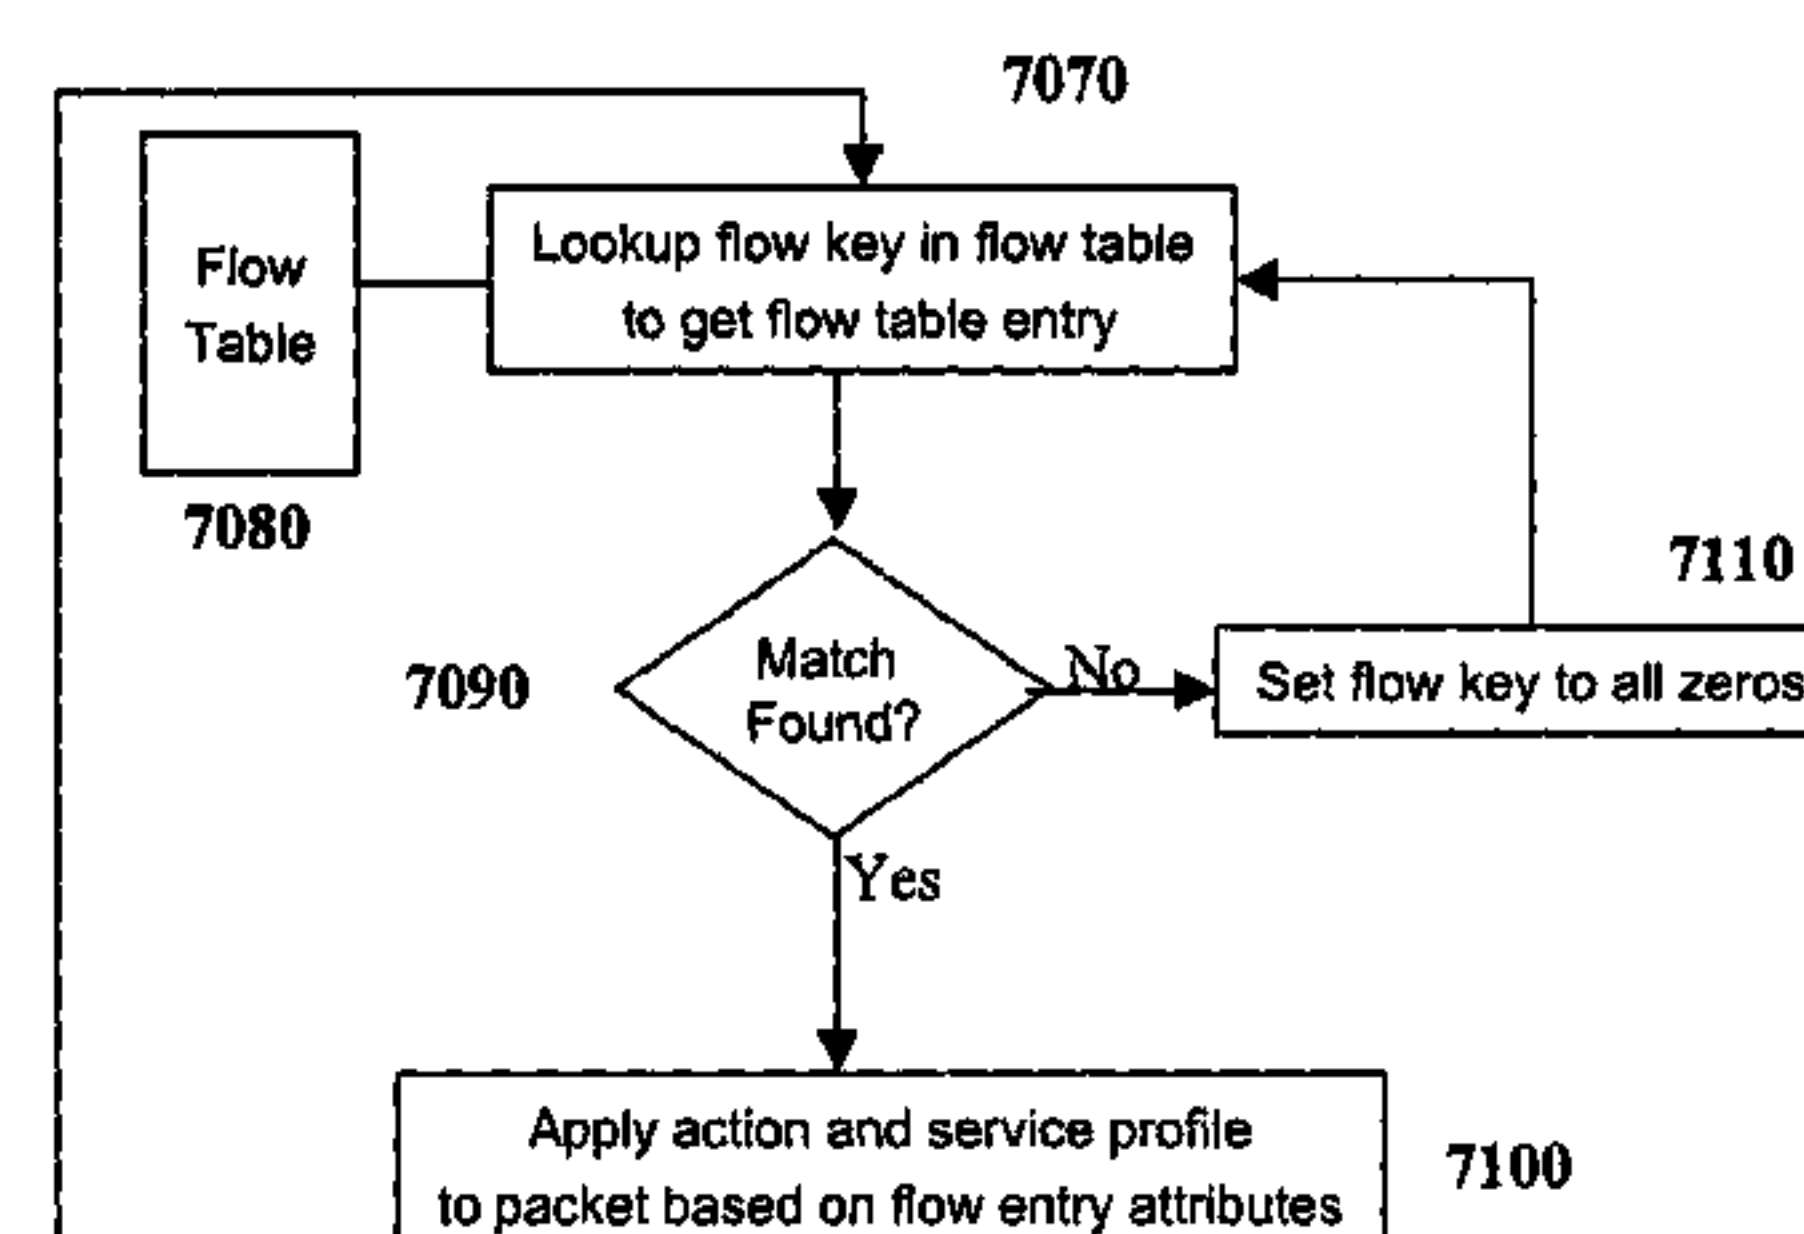 7070
Lookup flow key in flow table
to get flow table entry
Flow
Table
7080
7110
Match
Found?
7090
No
Set flow key to all zeros
Yes
Apply action and service profile
to packet based on flow entry attributes
7100